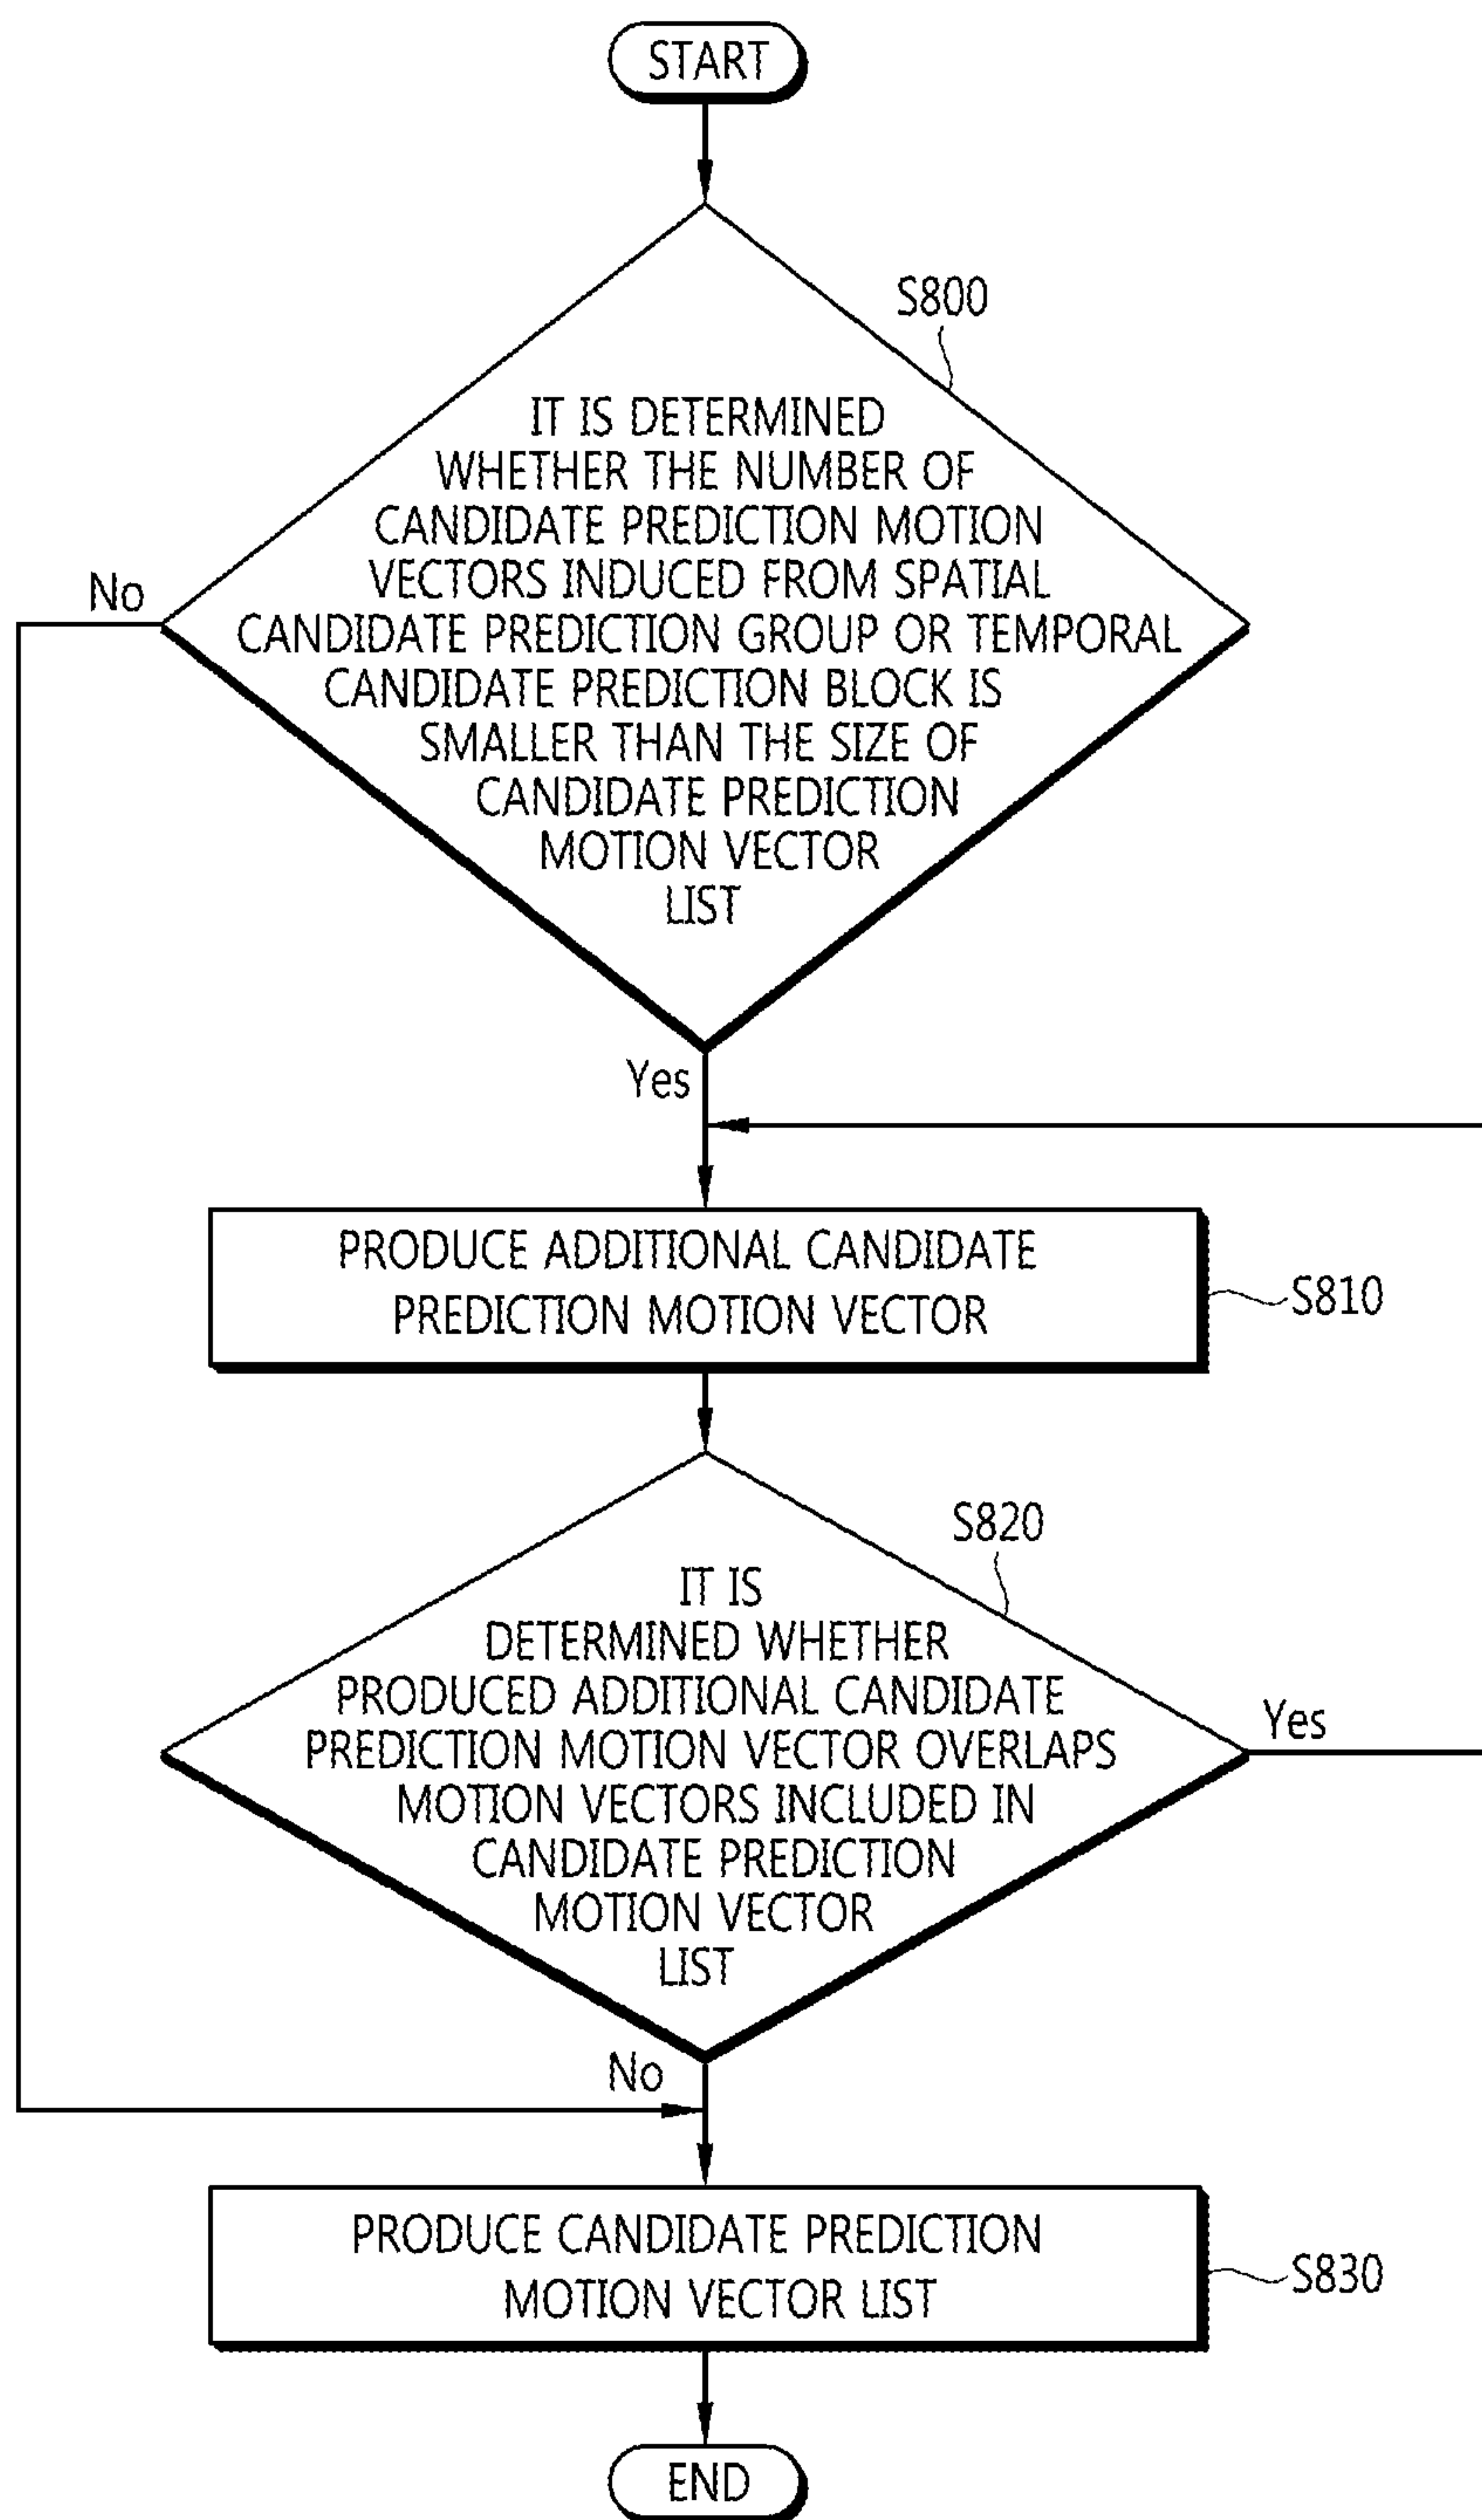 START
S800
IT IS DETERMINED
WHETHER THE NUMBER OF
CANDIDATE PREDICTION MOTION
VECTORS INDUCED FROM SPATIAL
No
CANDIDATE PREDICTION GROUP OR TEMPORAL
CANDIDATE PREDICTION BLOCK IS
SMALLER THAN THE SIZE OF
CANDIDATE PREDICTION
MOTION VECTOR
LIST
Yes
PRODUCE ADDITIONAL CANDIDATE
PREDICTION MOTION VECTOR
S810
S820
IT IS
DETERMINED WHETHER
PRODUCED ADDITIONAL CANDIDATE
PREDICTION MOTION VECTOR OVERLAPS
Yes
MOTION VECTORS INCLUDED IN
CANDIDATE PREDICTION
MOTION VECTOR
LIST
No
PRODUCE CANDIDATE PREDICTION
MOTION VECTOR LIST
S830
END